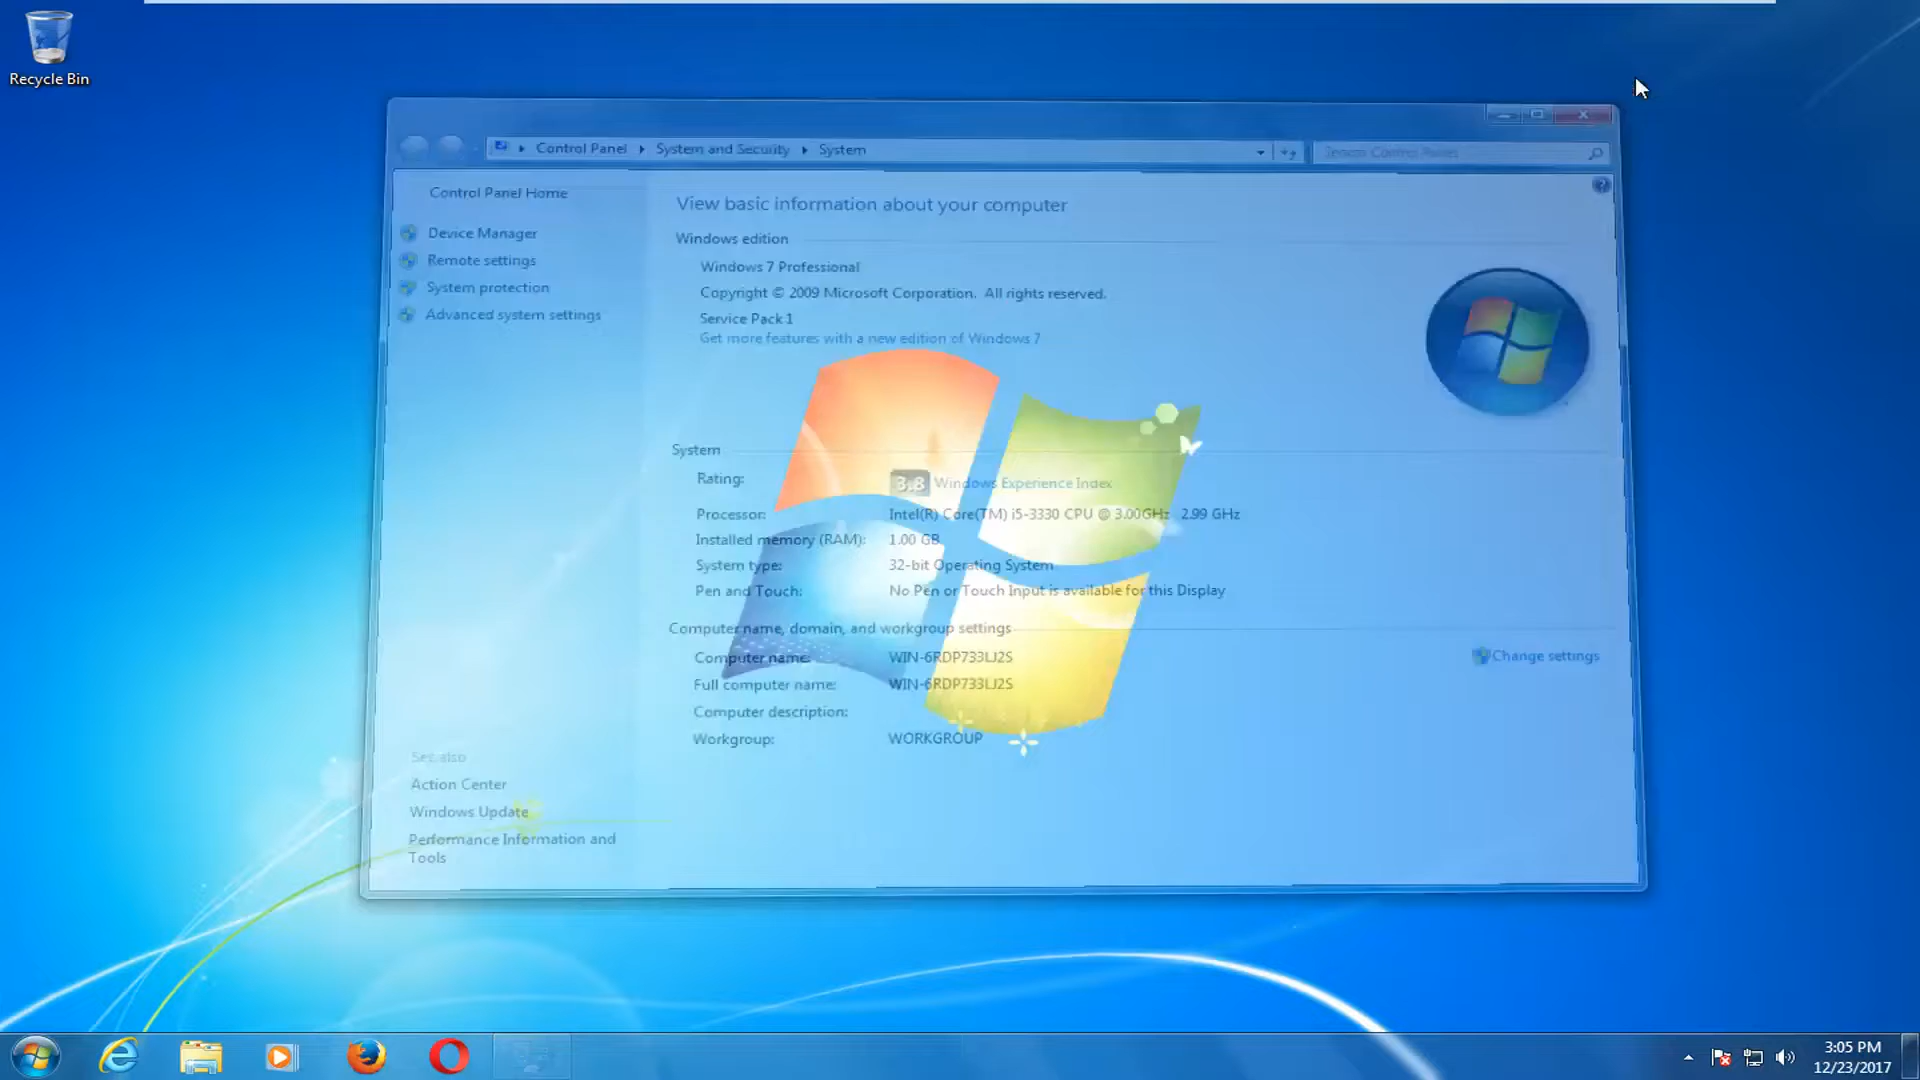 Recycle Bin
Control Panel
System and Security
System
Control Panel Home
Device Manager
Remote settings
System protection
Advanced system settings
View basic information about your computer
Windows edition
Windows 7 Professional
Copyright © 2009 Microsoft Corporation. All rights reserved.
Service Pack 1
Get more features with a new edition of Windows 7
System
Rating:
3.8 Windows Experience Index
Processor:
Intel(R) Core(TM) i5-3330 CPU @ 3.00GHz 2.99 GHz
Installed memory (RAM):
1.00 GB
System type:
32-bit Operating System
Pen and Touch:
No Pen or Touch Input is available for this Display
Computer name, domain, and workgroup settings
Computer name:
WIN-6RDP733LJ2S
Change settings
Full computer name:
WIN-6RDP733LJ2S
Computer description:
Workgroup:
WORKGROUP
See also
Action Center
Windows Update
Performance Information and
Tools
3:05 PM
12/23/2017